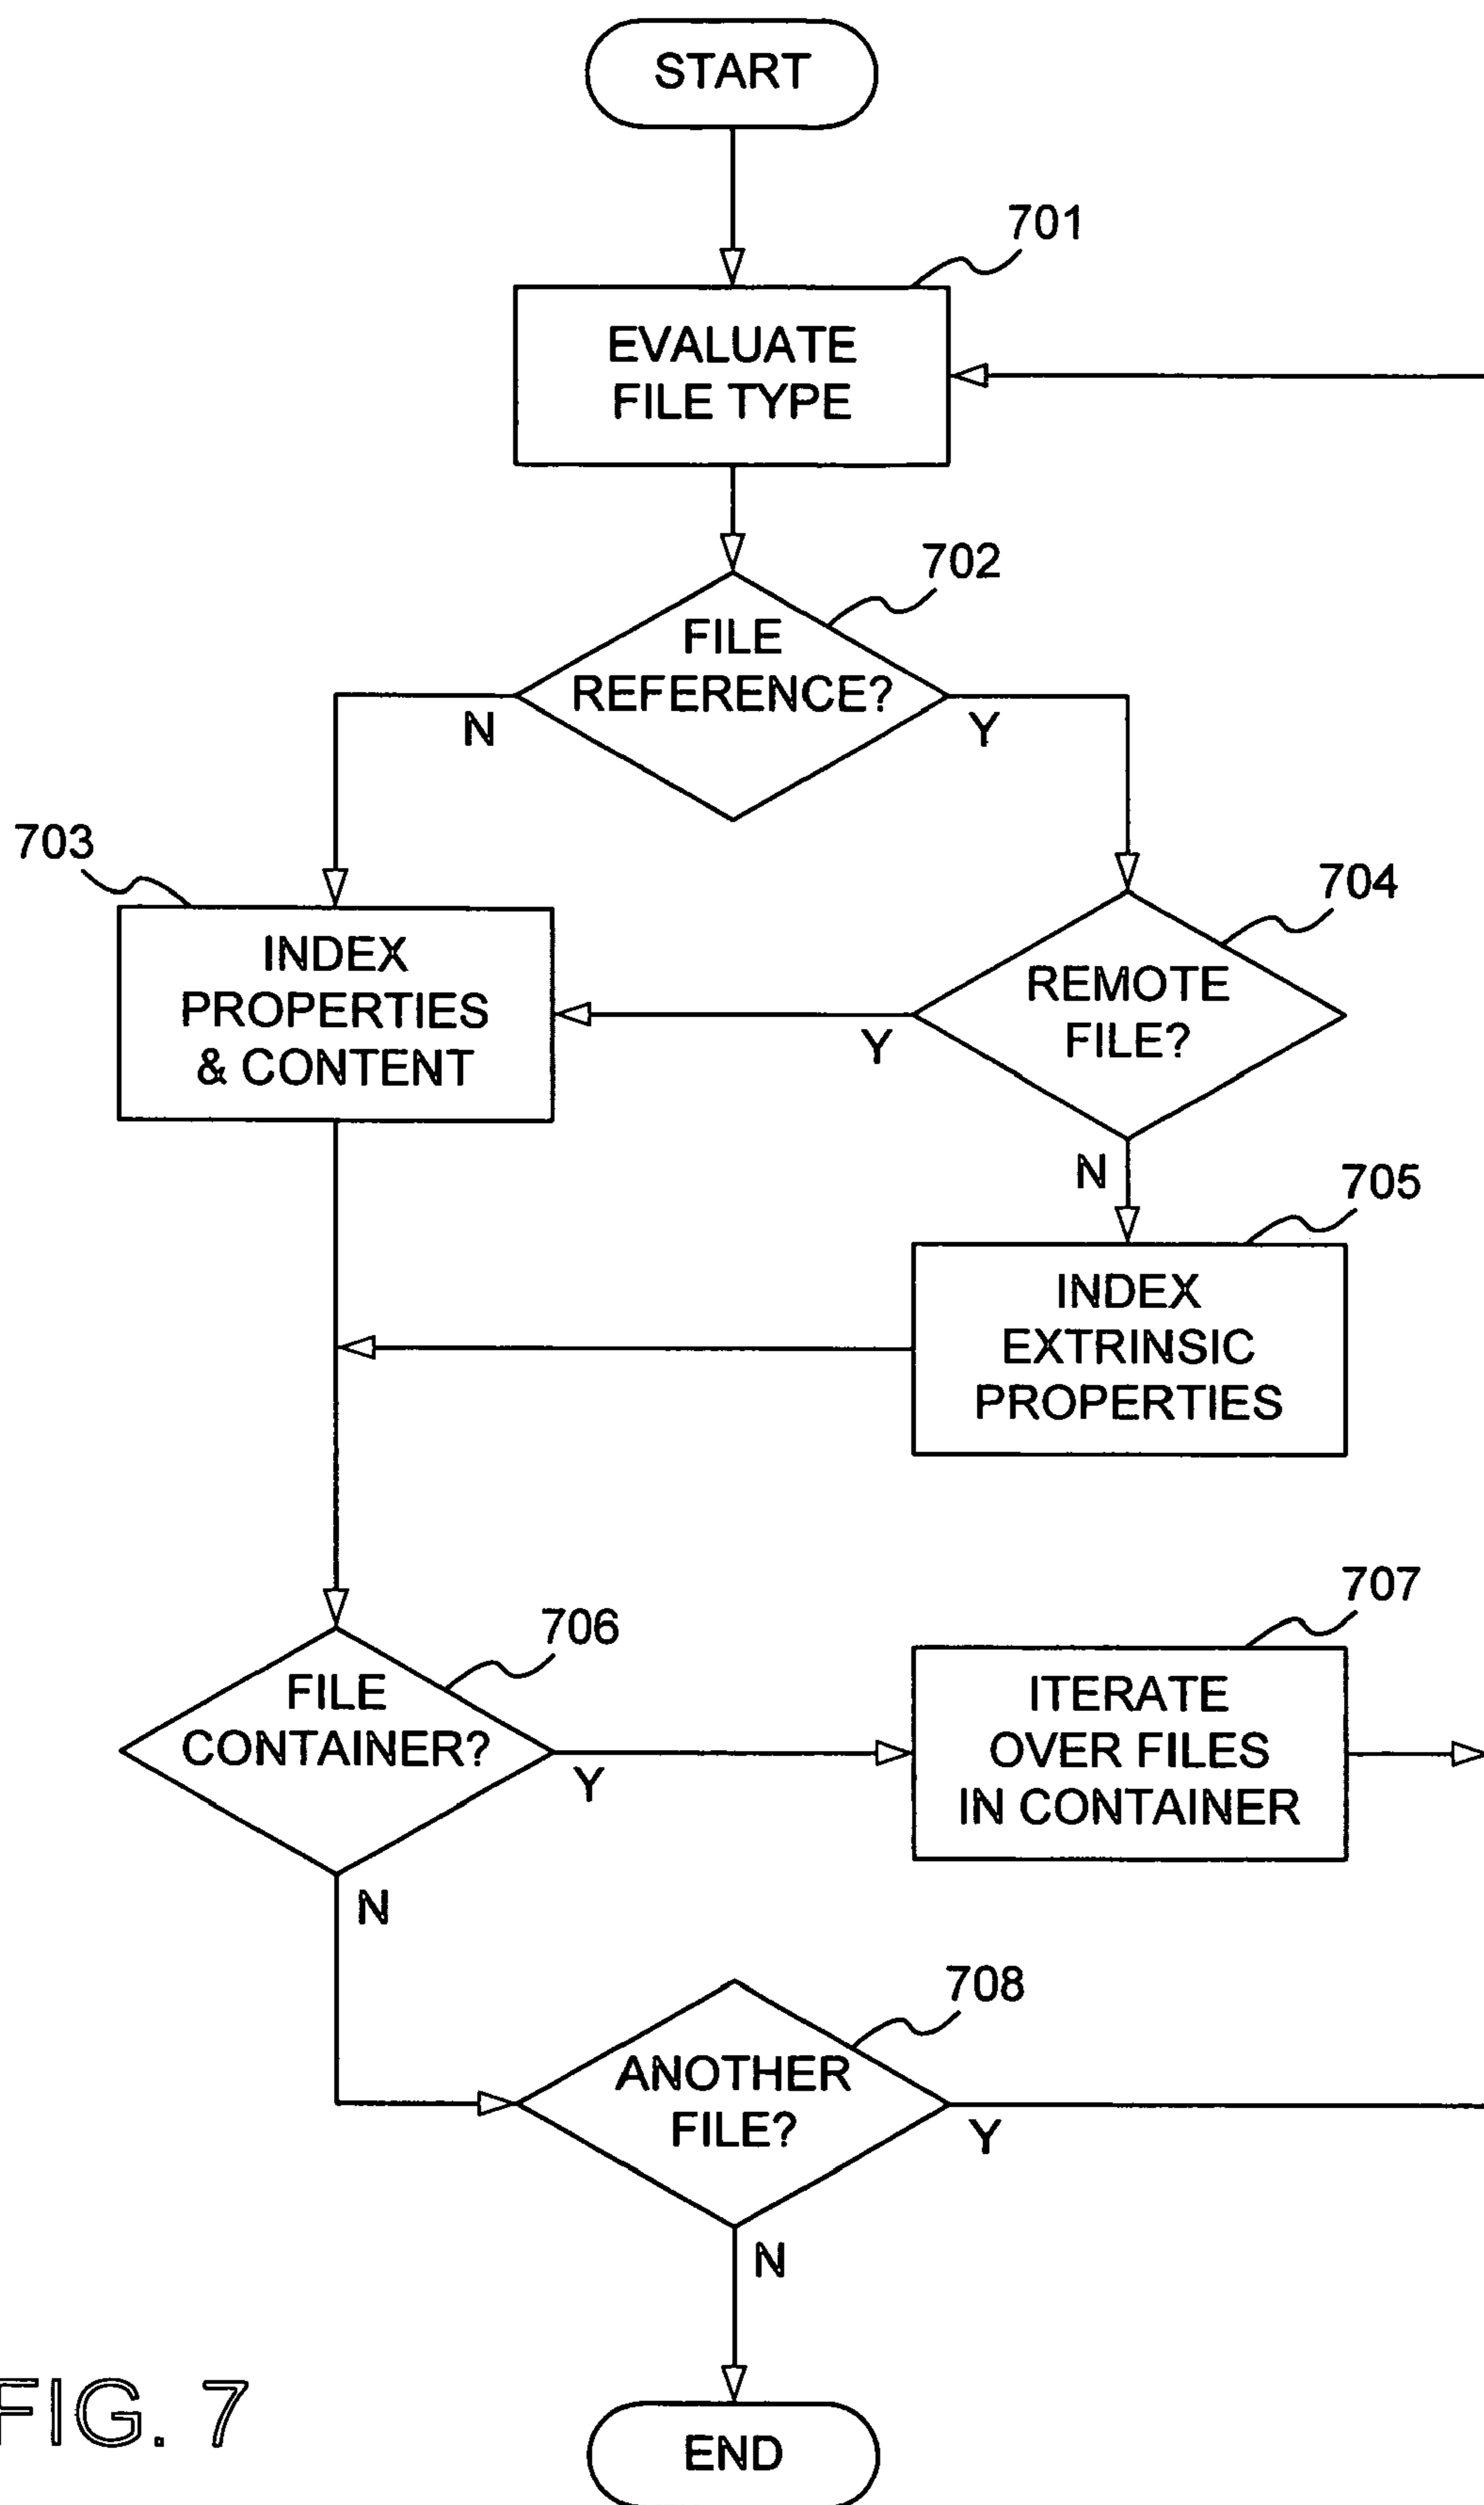 START
701
EVALUATE
FILE TYPE
702
FILE
REFERENCE?
N
Y
703
704
INDEX
PROPERTIES
& CONTENT
REMOTE
FILE?
Y
N
705
INDEX
EXTRINSIC
PROPERTIES
706
707
FILE
CONTAINER?
Y
ITERATE
OVER FILES
IN CONTAINER
N
708
ANOTHER
FILE?
Y
N
FIG. 7
END